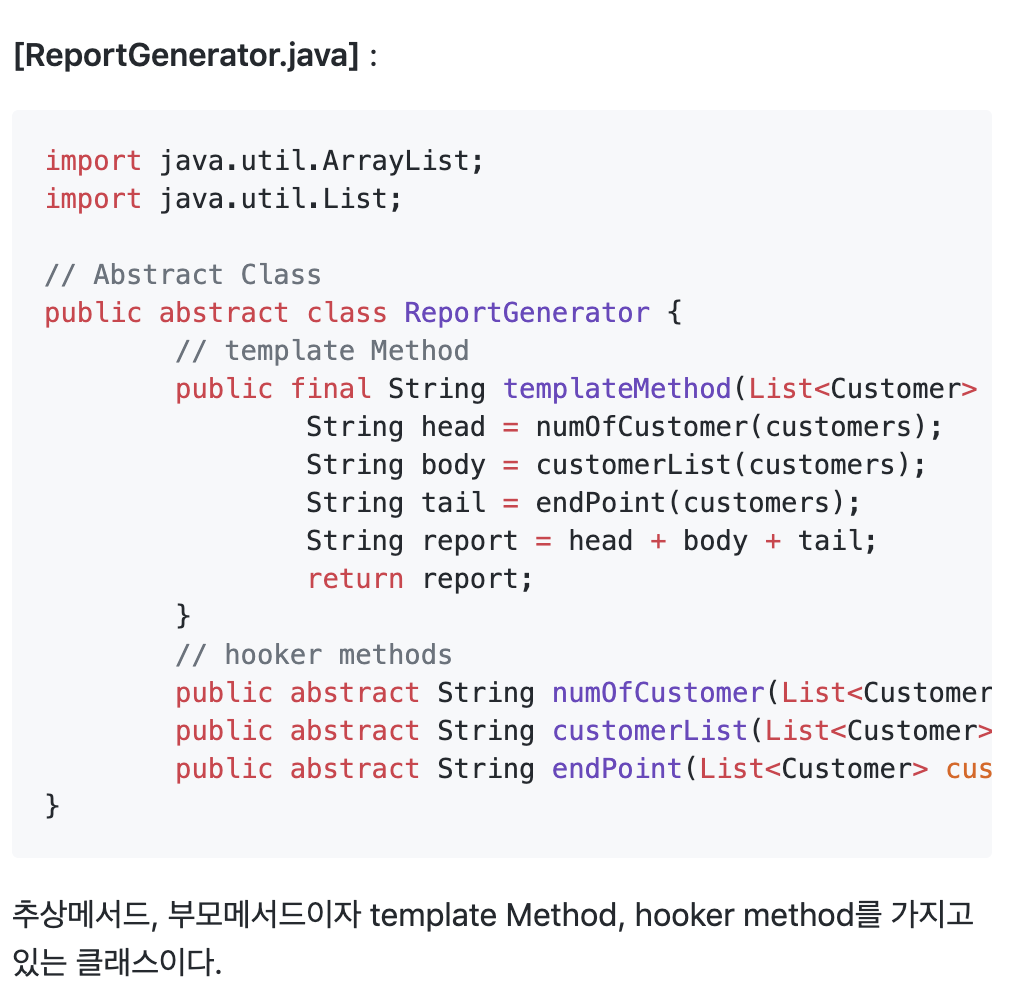 [ReportGenerator.java] :
import java.util.ArrayList;
import java.util.List;
// Abstract Class
public abstract class ReportGenerator {
// template Method
public final String templateMethod(List<Customer>
String head = numOfCustomer(customers);
String body = customerList(customers);
String tail = endPoint(customers);
String report = head + body + tail;
return report;
}
// hooker methods
public abstract String numOfCustomer(List<Customer
public abstract String customerList(List<Customer>
public abstract String endPoint(List<Customer> cus
}
추상메서드, 부모메서드이자 template Method, hooker method를 가지고
있는 클래스이다.